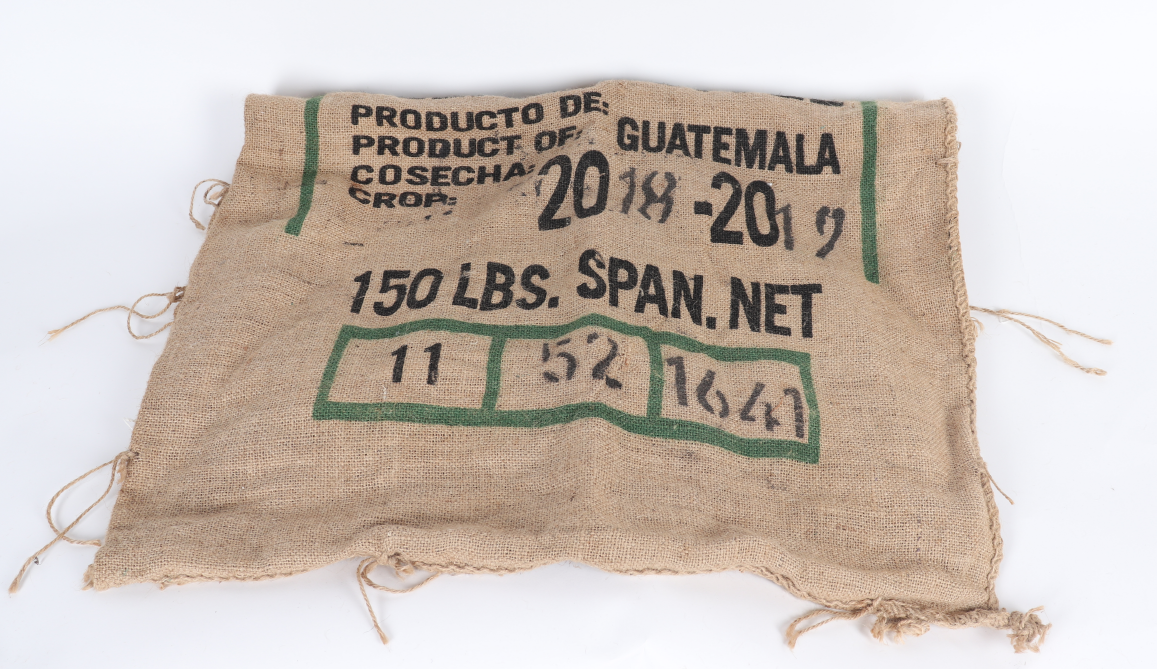 PRODUCTO DE:
PRODUCT OF: GUATEMALA
COSECHA:
CROP: 2018-2019
150 LBS. SPAN. NET
11 52 1641